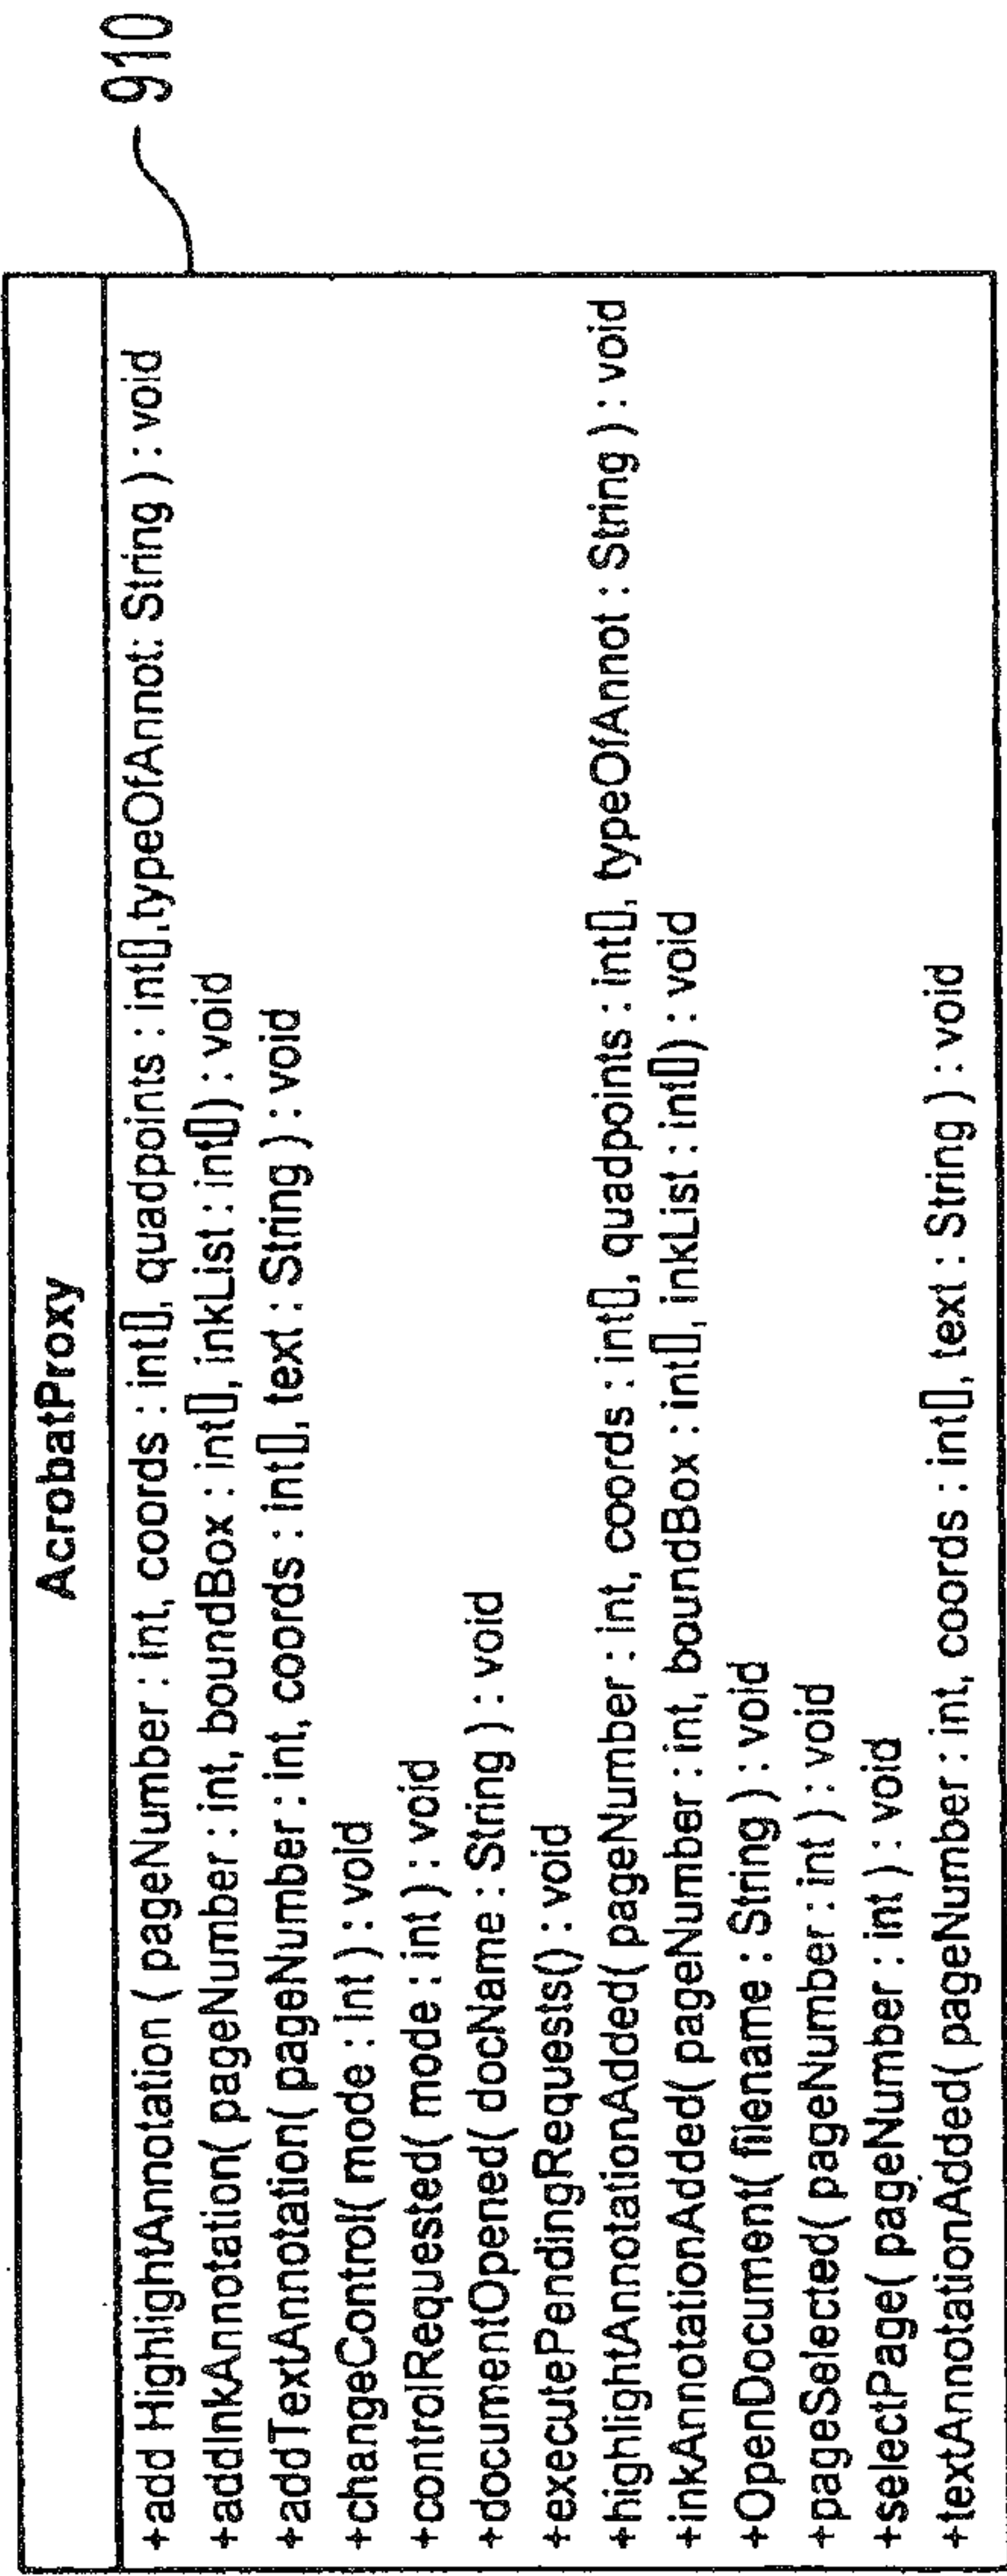 910
AcrobatProxy
+add HighlightAnnotation ( pageNumber : int, coords : int[], quadpoints : int[].typeOfAnnot: String ) : void
+addInkAnnotation( pageNumber : int, boundBox : int[], inkList : int[]) : void
+addTextAnnotation( pageNumber : int, coords : int[], text : String ) : void
+changeControl( mode : int ) : void
+controlRequested( mode : int ) : void
+documentOpened( docName : String ) : void
+executePendingRequests() : void
+highlightAnnotationAdded( pageNumber : int, coords : int[], quadpoints : int[], typeOfAnnot : String ) : void
+inkAnnotationAdded( pageNumber : int, boundBox : int[], inkList : int[]) : void
+OpenDocument( filename : String ) : void
+pageSelected( pageNumber : int ) : void
+selectPage( pageNumber : int ) : void
+textAnnotationAdded( pageNumber : int, coords : int[], text : String ) : void